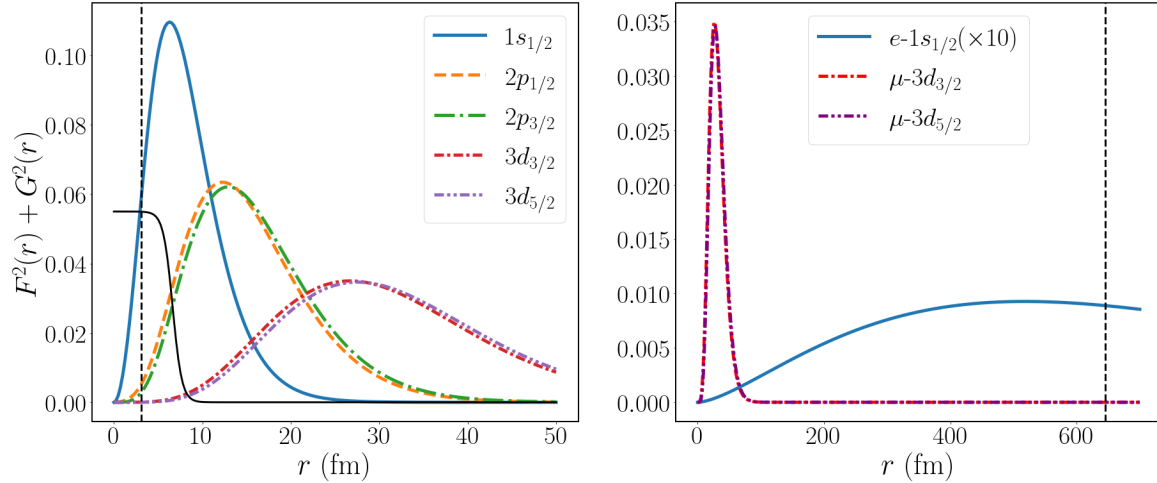 F²(r) + G²(r)
0.10
0.08
0.06
0.04
0.02
0.00
1s₁/₂
2p₁/₂
2p₃/₂
3d₃/₂
3d₅/₂
0 10 20 30 40 50
r (fm)
0.035
0.030
0.025
0.020
0.015
0.010
0.005
0.000
e-1s₁/₂(×10)
μ-3d₃/₂
μ-3d₅/₂
0 200 400 600
r (fm)